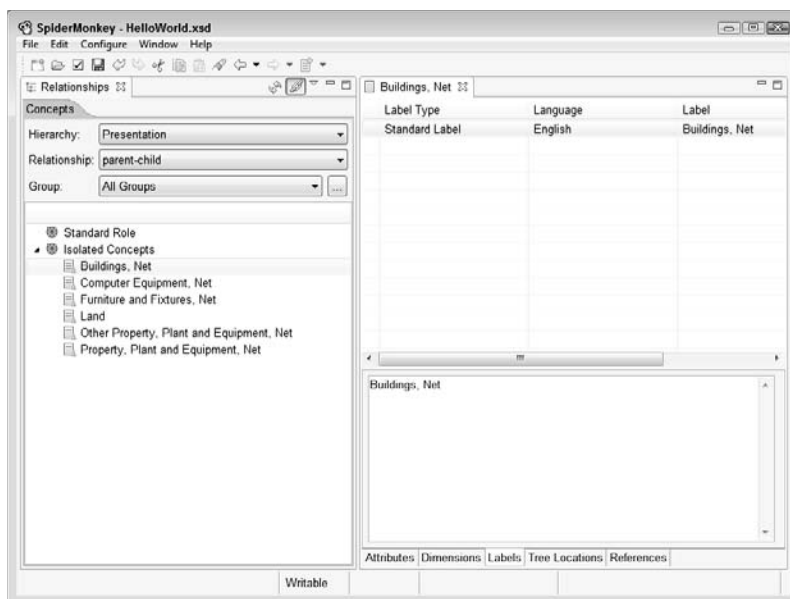 SpiderMonkey - HelloWorld.xsd
File Edit Configure Window Help
Relationships
Concepts
Hierarchy: Presentation
Relationship: parent-child
Group: All Groups ...
Standard Role
Isolated Concepts
Buildings, Net
Computer Equipment, Net
Furniture and Fixtures, Net
Land
Other Property, Plant and Equipment, Net
Property, Plant and Equipment, Net
Buildings, Net
Label Type Language Label
Standard Label English Buildings, Net
Buildings, Net
Attributes Dimensions Labels Tree Locations References
Writable